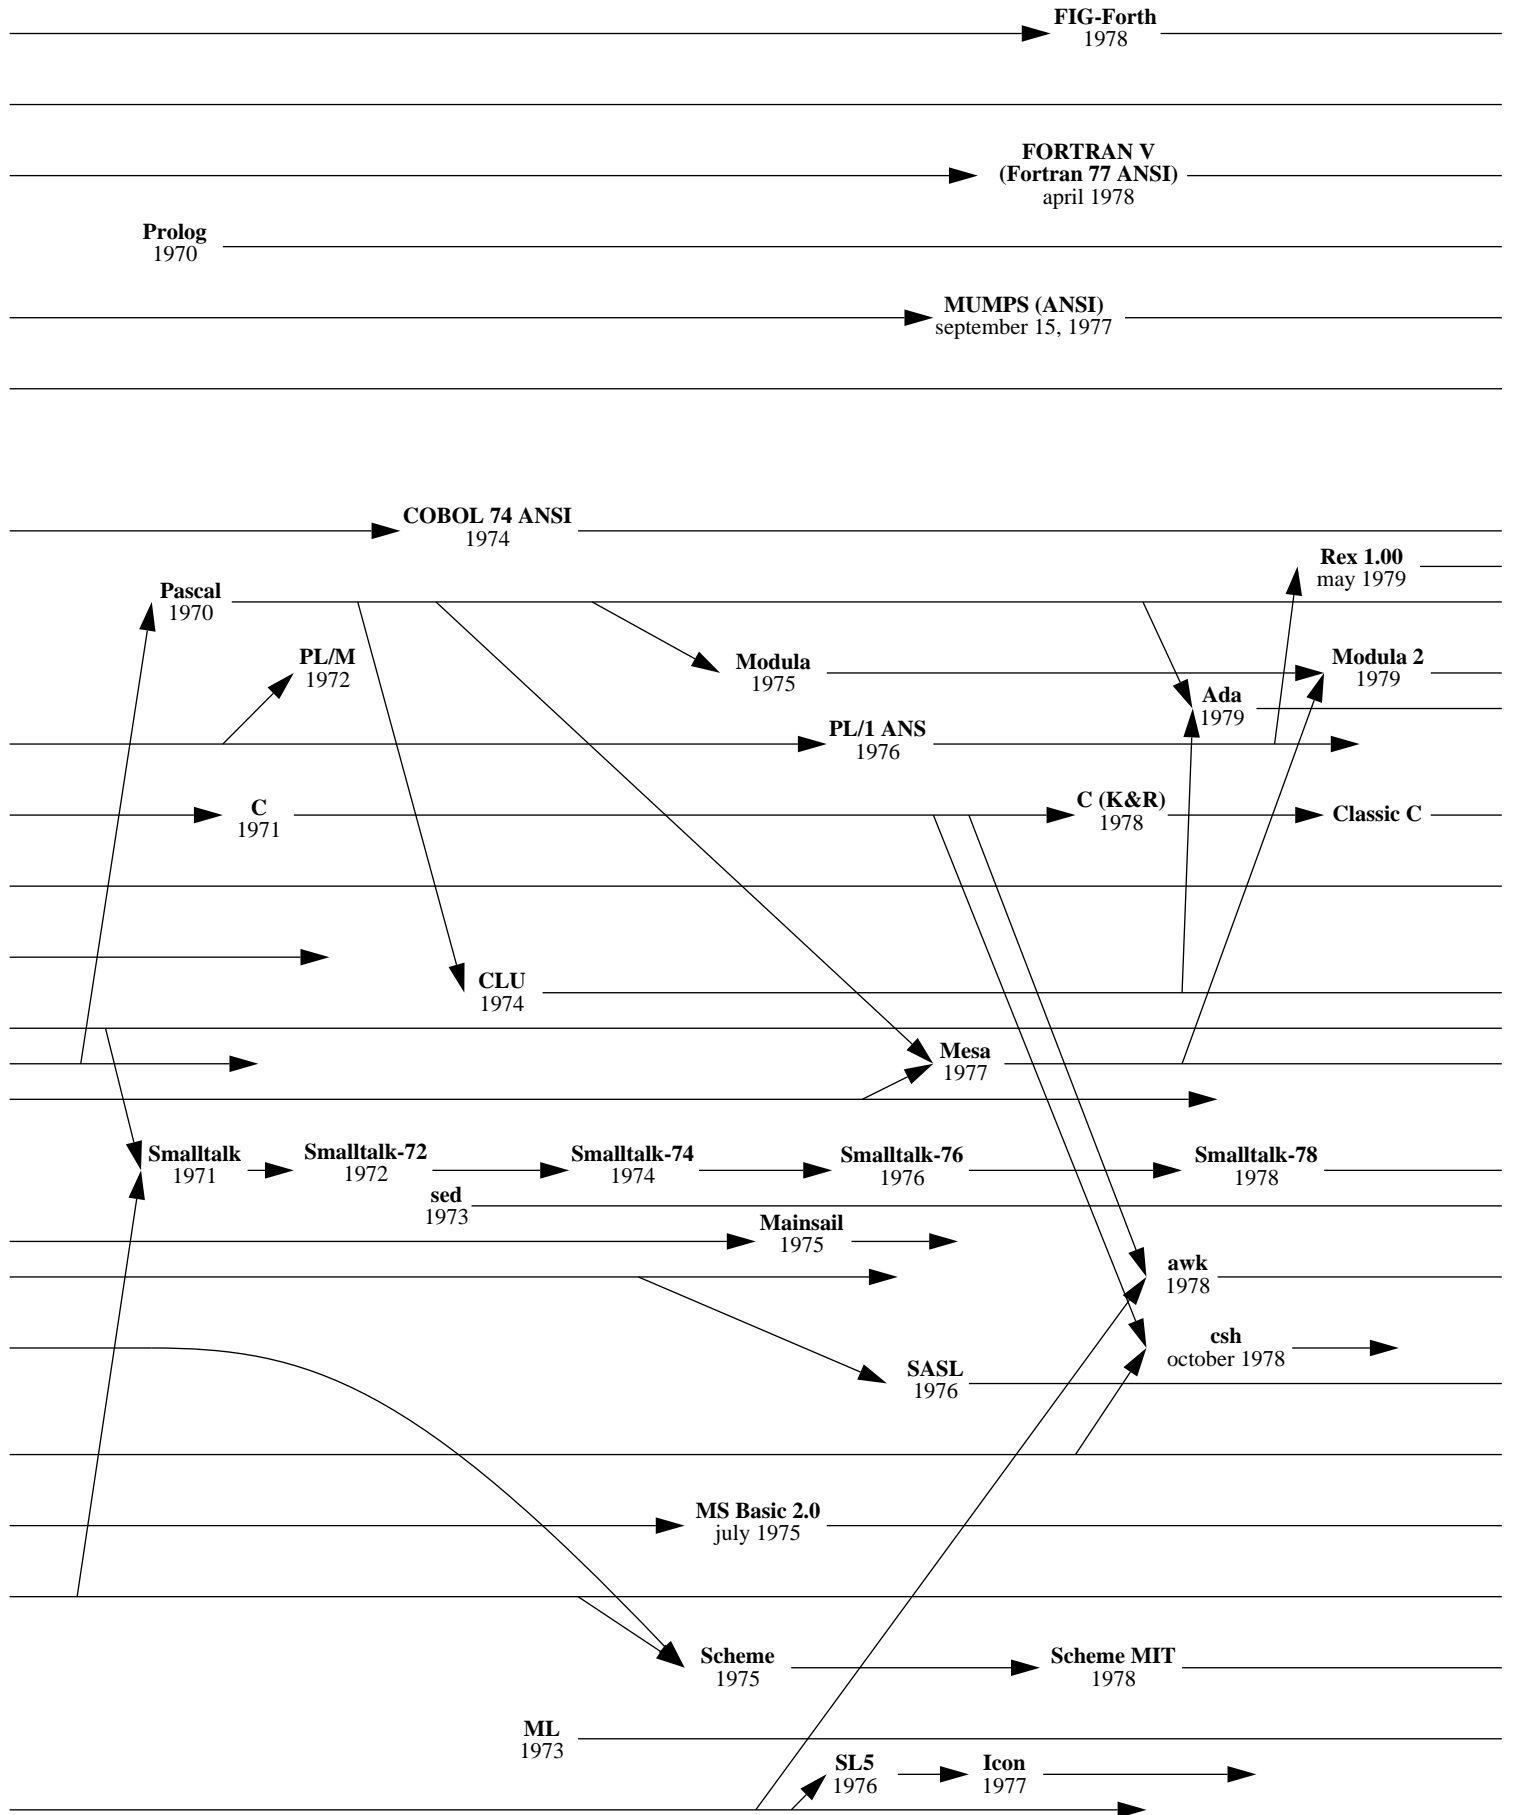 FIG-Forth
1978
FORTRAN V
(Fortran 77 ANSI)
april 1978
Prolog
1970
MUMPS (ANSI)
september 15, 1977
COBOL 74 ANSI
1974
Rex 1.00
may 1979
Pascal
1970
PL/M
1972
Modula
1975
Modula 2
1979
Ada
1979
PL/1 ANS
1976
C
1971
C (K&R)
1978
Classic C
CLU
1974
Mesa
1977
Smalltalk
1971
Smalltalk-72
1972
Smalltalk-74
1974
Smalltalk-76
1976
Smalltalk-78
1978
sed
1973
Mainsail
1975
awk
1978
csh
october 1978
SASL
1976
MS Basic 2.0
july 1975
Scheme
1975
Scheme MIT
1978
ML
1973
SL5
1976
Icon
1977